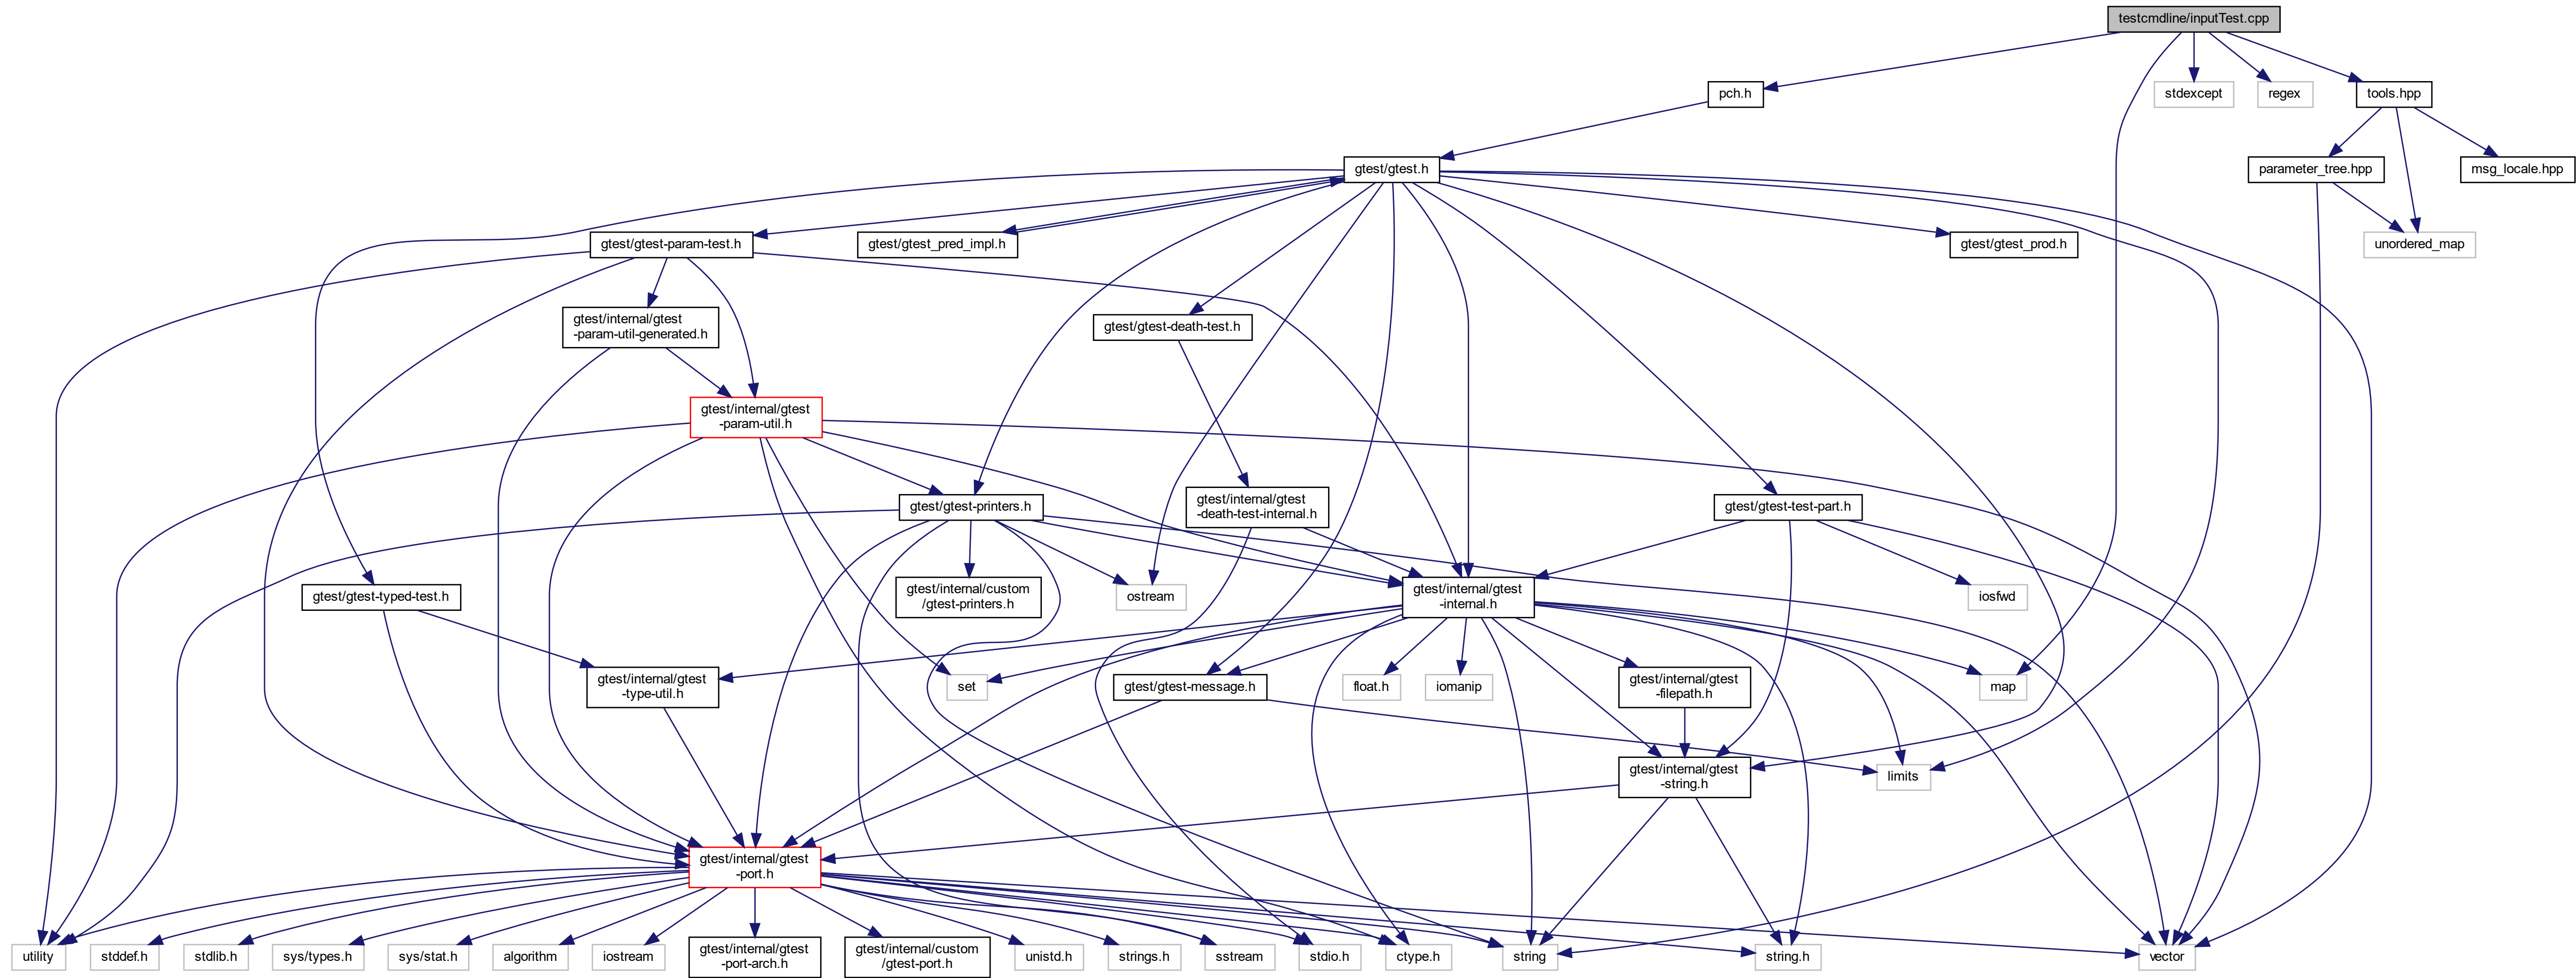 testcmdline/inputTest.cpp
pch.h
stdexcept
regex
tools.hpp
gtest/gtest.h
parameter_tree.hpp
msg_locale.hpp
gtest/gtest-param-test.h
gtest/gtest_pred_impl.h
gtest/gtest_prod.h
unordered_map
gtest/internal/gtest
-param-util-generated.h
gtest/gtest-death-test.h
gtest/internal/gtest
-param-util.h
gtest/gtest-printers.h
gtest/internal/gtest
-death-test-internal.h
gtest/gtest-test-part.h
gtest/gtest-typed-test.h
gtest/internal/custom
/gtest-printers.h
ostream
gtest/internal/gtest
-internal.h
iosfwd
gtest/internal/gtest
-type-util.h
set
gtest/gtest-message.h
float.h
iomanip
gtest/internal/gtest
-filepath.h
map
gtest/internal/gtest
-string.h
limits
gtest/internal/gtest
-port.h
utility
stddef.h
stdlib.h
sys/types.h
sys/stat.h
algorithm
iostream
gtest/internal/gtest
-port-arch.h
gtest/internal/custom
/gtest-port.h
unistd.h
strings.h
sstream
stdio.h
ctype.h
string
string.h
vector